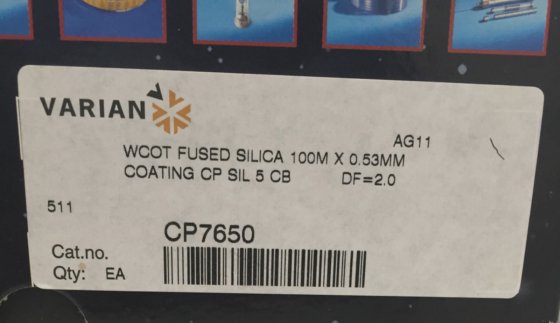 VARIAN
AG11
WCOT FUSED SILICA 100M X 0.53MM
COATING CP SIL 5 CB DF=2.0
511
CP7650
Cat.no.
Qty: EA